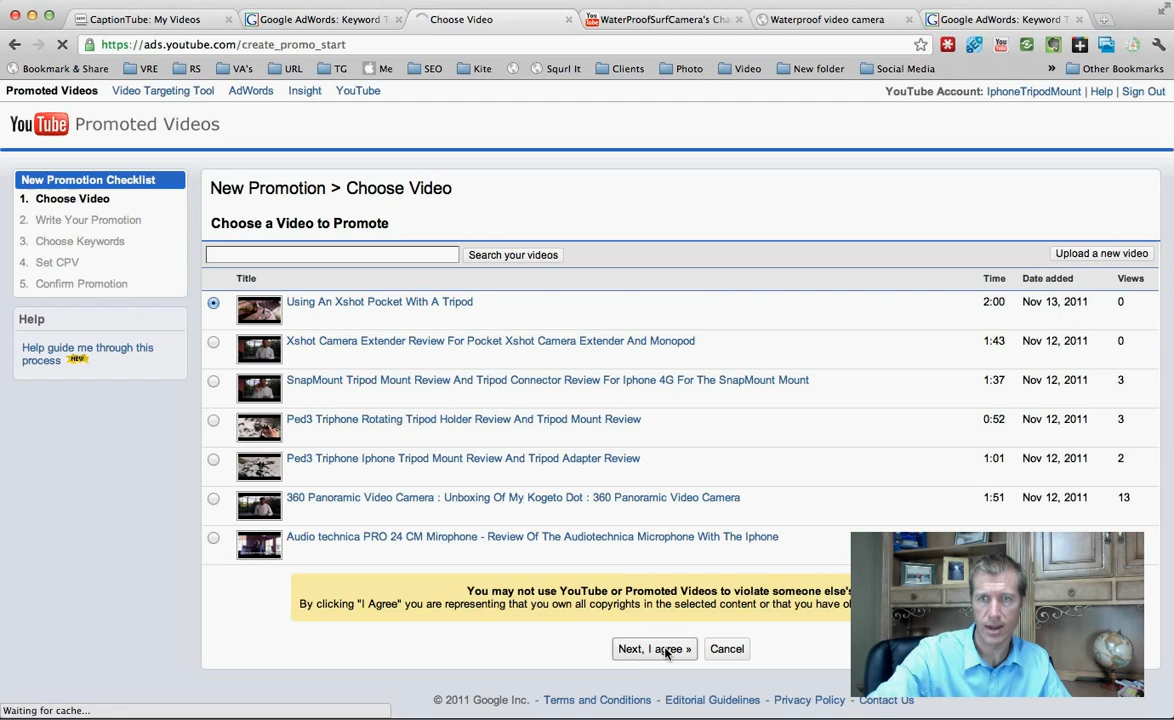 CaptionTube: My Videos
Google AdWords: Keyword T
Choose Video
WaterProofSurfCamera's Cha
Waterproof video camera
Google AdWords: Keyword T
https://ads.youtube.com/create_promo_start
Bookmark & Share VRE RS VA's URL TG Me SEO Kite Squrl It Clients Photo Video New folder Social Media » Other Bookmarks
Promoted Videos Video Targeting Tool AdWords Insight YouTube YouTube Account: IphoneTripodMount | Help | Sign Out
YouTube Promoted Videos
New Promotion Checklist
1. Choose Video
2. Write Your Promotion
3. Choose Keywords
4. Set CPV
5. Confirm Promotion
Help
Help guide me through this
process NEW
New Promotion > Choose Video
Choose a Video to Promote
Search your videos Upload a new video
Title Time Date added Views
Using An Xshot Pocket With A Tripod 2:00 Nov 13, 2011 0
Xshot Camera Extender Review For Pocket Xshot Camera Extender And Monopod 1:43 Nov 12, 2011 0
SnapMount Tripod Mount Review And Tripod Connector Review For Iphone 4G For The SnapMount Mount 1:37 Nov 12, 2011 3
Ped3 Triphone Rotating Tripod Holder Review And Tripod Mount Review 0:52 Nov 12, 2011 3
Ped3 Triphone Iphone Tripod Mount Review And Tripod Adapter Review 1:01 Nov 12, 2011 2
360 Panoramic Video Camera : Unboxing Of My Kogeto Dot : 360 Panoramic Video Camera 1:51 Nov 12, 2011 13
Audio technica PRO 24 CM Mirophone - Review Of The Audiotechnica Microphone With The Iphone
You may not use YouTube or Promoted Videos to violate someone else's
By clicking "I Agree" you are representing that you own all copyrights in the selected content or that you have ob
Next, I agree » Cancel
© 2011 Google Inc. - Terms and Conditions - Editorial Guidelines - Privacy Policy - Contact Us
Waiting for cache...